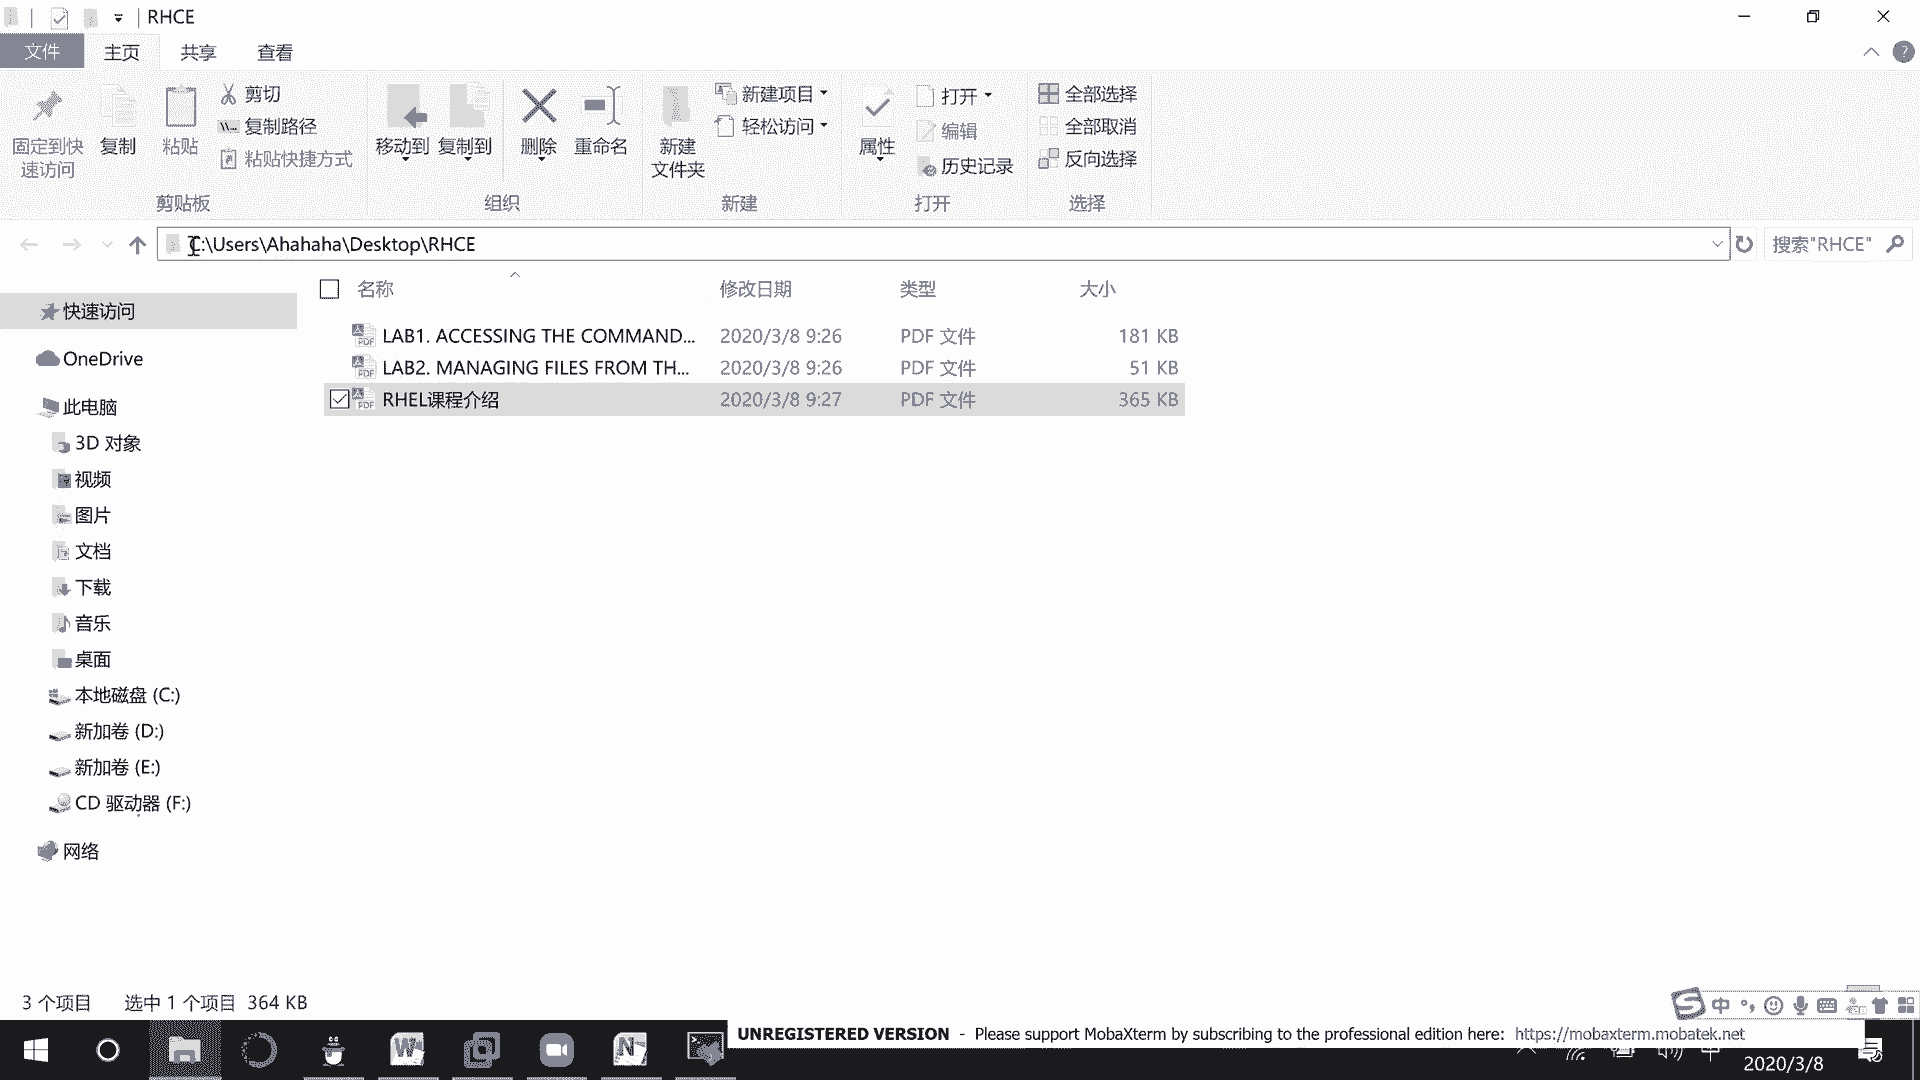 RHCE
文件 主页 共享 查看
固定到快速访问
复制
粘贴
剪切
复制路径
粘贴快捷方式
移动到 复制到
删除 重命名
新建
文件夹
新建项目
轻松访问
属性
打开
编辑
历史记录
全部选择
全部取消
反向选择
剪贴板 组织 新建 打开 选择
C:\Users\Ahahaha\Desktop\RHCE 搜索"RHCE"
名称 修改日期 类型 大小
LAB1. ACCESSING THE COMMAND... 2020/3/8 9:26 PDF 文件 181 KB
LAB2. MANAGING FILES FROM TH... 2020/3/8 9:26 PDF 文件 51 KB
RHEL课程介绍 2020/3/8 9:27 PDF 文件 365 KB
快速访问
OneDrive
此电脑
3D 对象
视频
图片
文档
下载
音乐
桌面
本地磁盘 (C:)
新加卷 (D:)
新加卷 (E:)
CD 驱动器 (F:)
网络
3 个项目 选中 1 个项目 364 KB
中
UNREGISTERED VERSION - Please support MobaXterm by subscribing to the professional edition here: https://mobaxterm.mobatek.net
2020/3/8